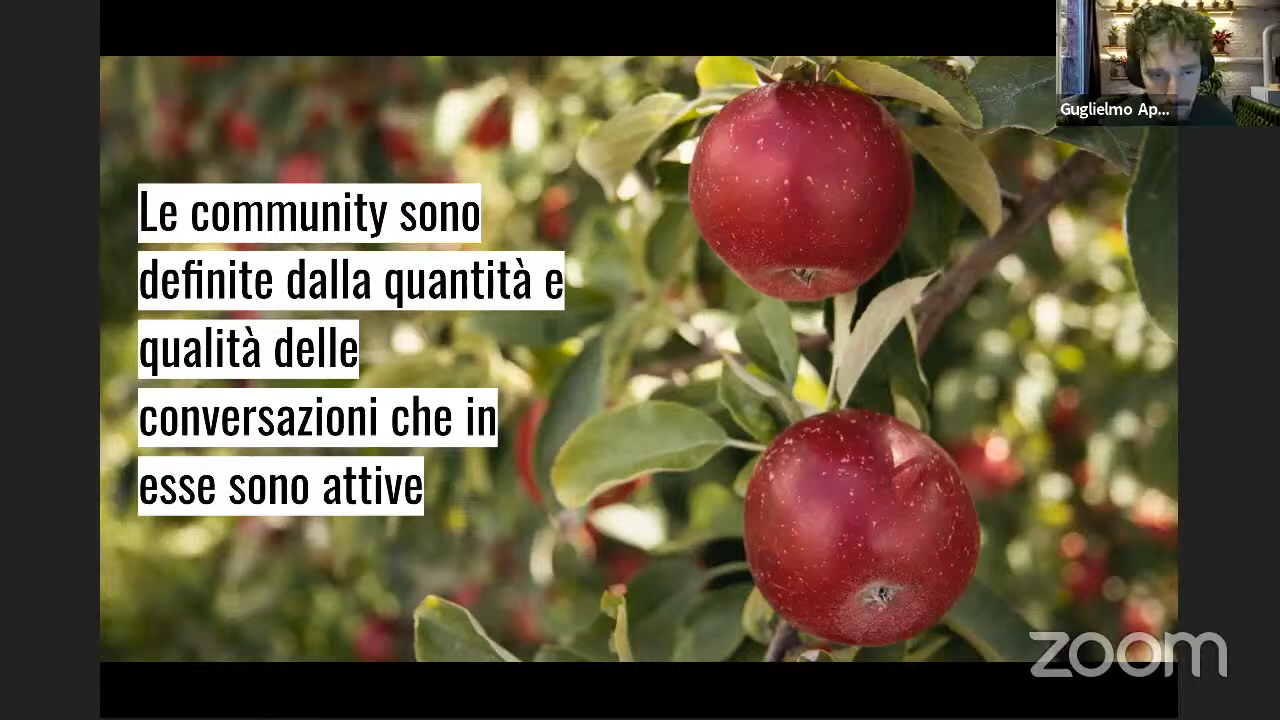 Guglielmo Ap...
Le community sono
definite dalla quantità e
qualità delle
conversazioni che in
esse sono attive
zoom